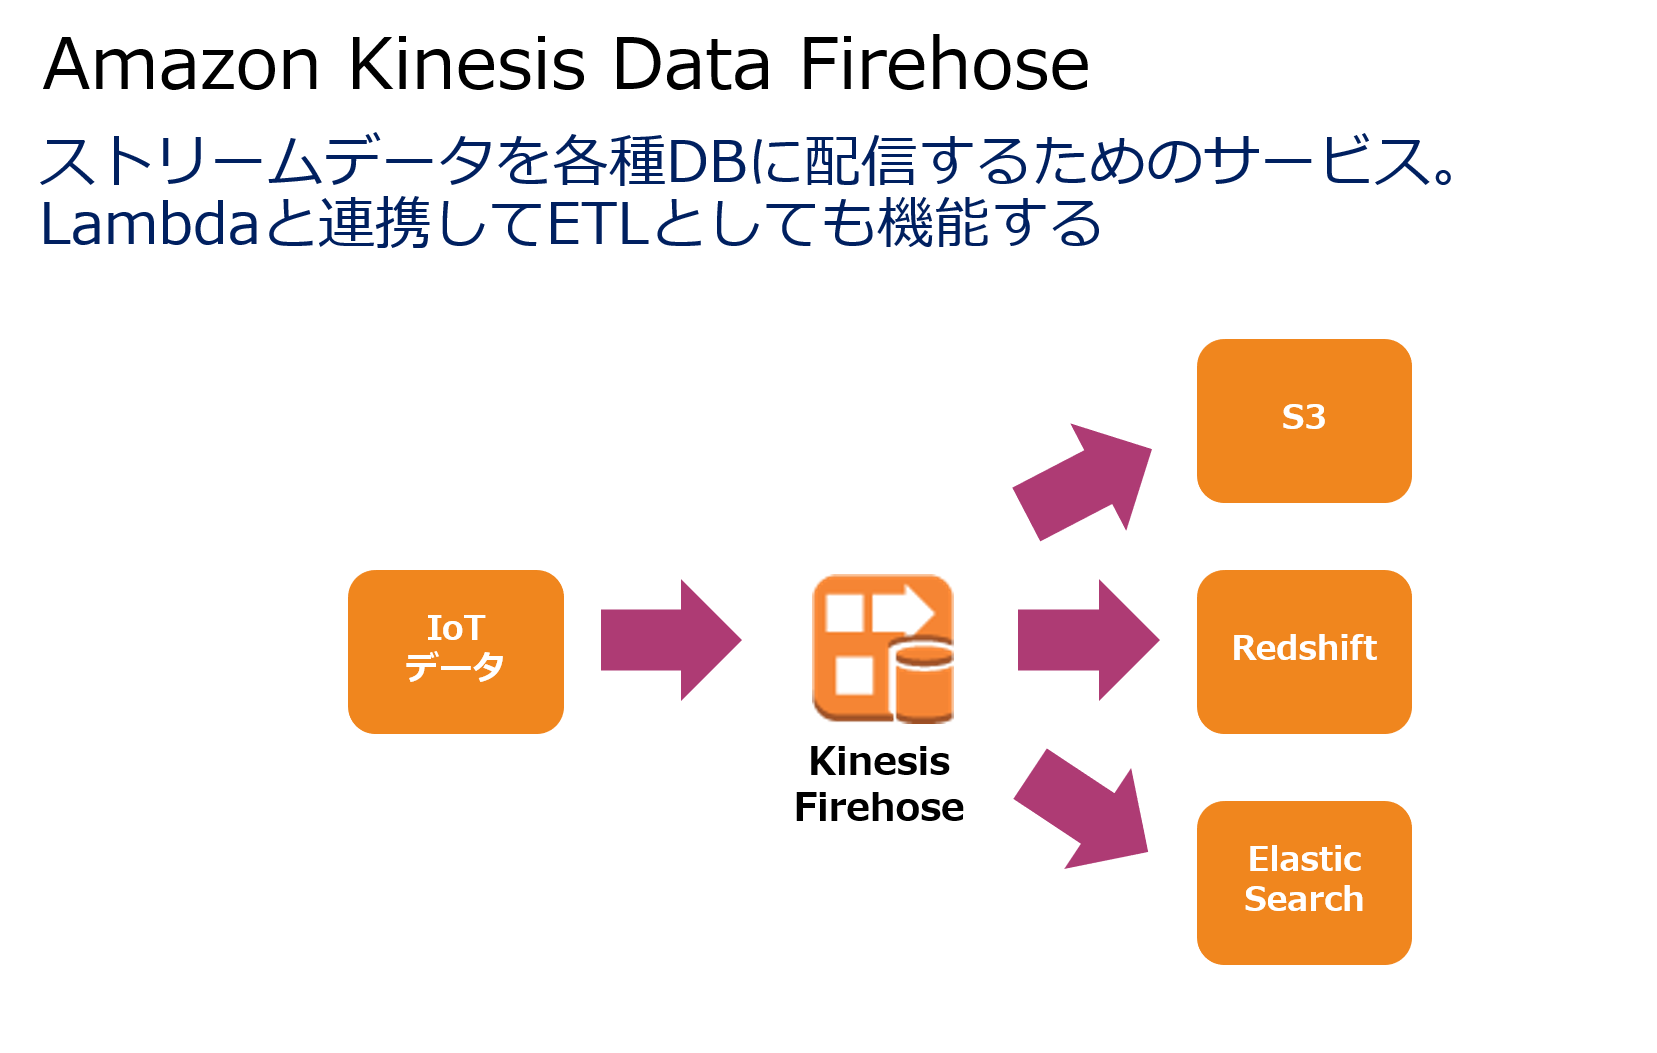 Amazon Kinesis Data Firehose
ストリームデータを各種DBに配信するためのサービス。
Lambdaと連携してETLとしても機能する
S3
IoT
データ
Redshift
Kinesis
Firehose
Elastic
Search